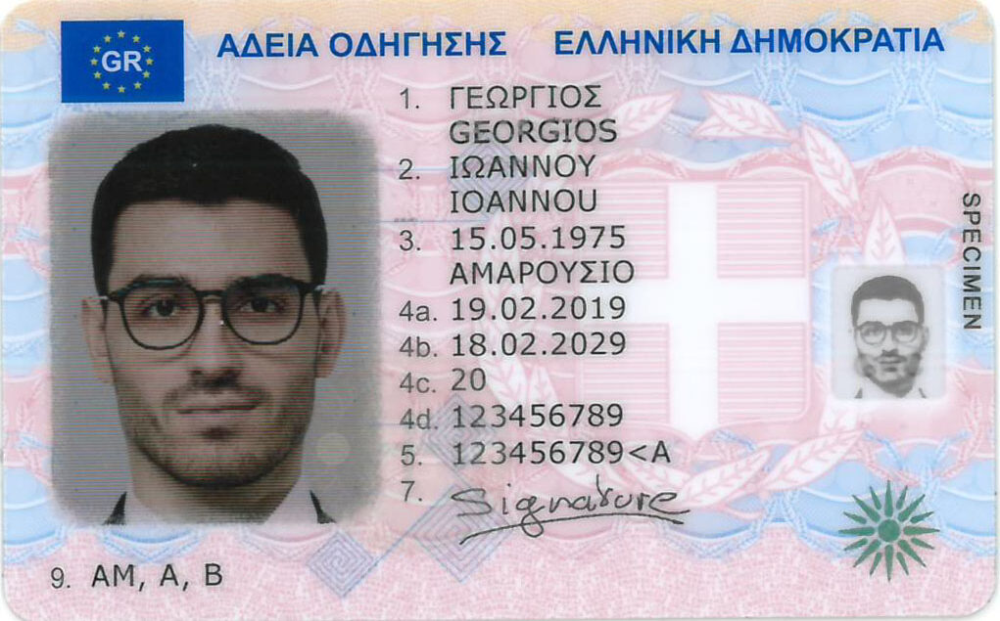 GR
ΑΔΕΙΑ ΟΔΗΓΗΣΗΣ ΕΛΛΗΝΙΚΗ ΔΗΜΟΚΡΑΤΙΑ
1. ΓΕΩΡΓΙΟΣ
GEORGIOS
2. ΙΩΑΝΝΟΥ
IOANNOU
3. 15.05.1975
ΑΜΑΡΟΥΣΙΟ
4a. 19.02.2019
4b. 18.02.2029
4c. 20
4d. 123456789
5. 123456789<A
7. Signature
9. AM, A, B
SPECIMEN